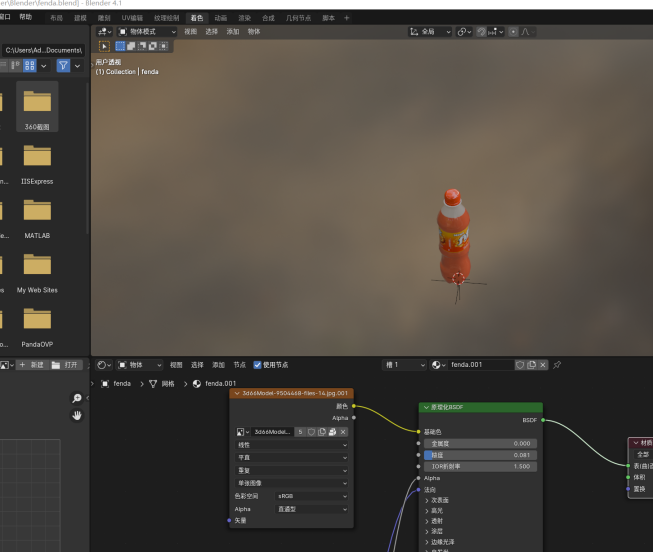 er\Blender\fenda.blend] - Blender 4.1
窗口 帮助 布局 建模 雕刻 UV编辑 纹理绘制 着色 动画 渲染 合成 几何节点 脚本 +
物体模式 视图 选择 添加 物体 全局
C:\Users\Ad...Documents\
用户透视
(1) Collection | fenda
360截图
n... IISExpress
e... MATLAB
s My Web Sites
o... PandaOVP
+ 新建 打开 物体 视图 选择 添加 节点 使用节点 槽 1 fenda.001
fenda > 网格 > fenda.001
3d66Model-9504468-files-14.jpg.001
颜色
Alpha
3d66Model... 5
线性
平直
重复
单张图像
色彩空间 sRGB
Alpha 直通型
矢量
原理化BSDF
BSDF
基础色
金属度 0.000
糙度 0.081
IOR折射率 1.500
Alpha
法向
次表面
高光
透射
涂层
边缘光泽
材质
全部
表(曲)
体积
置换